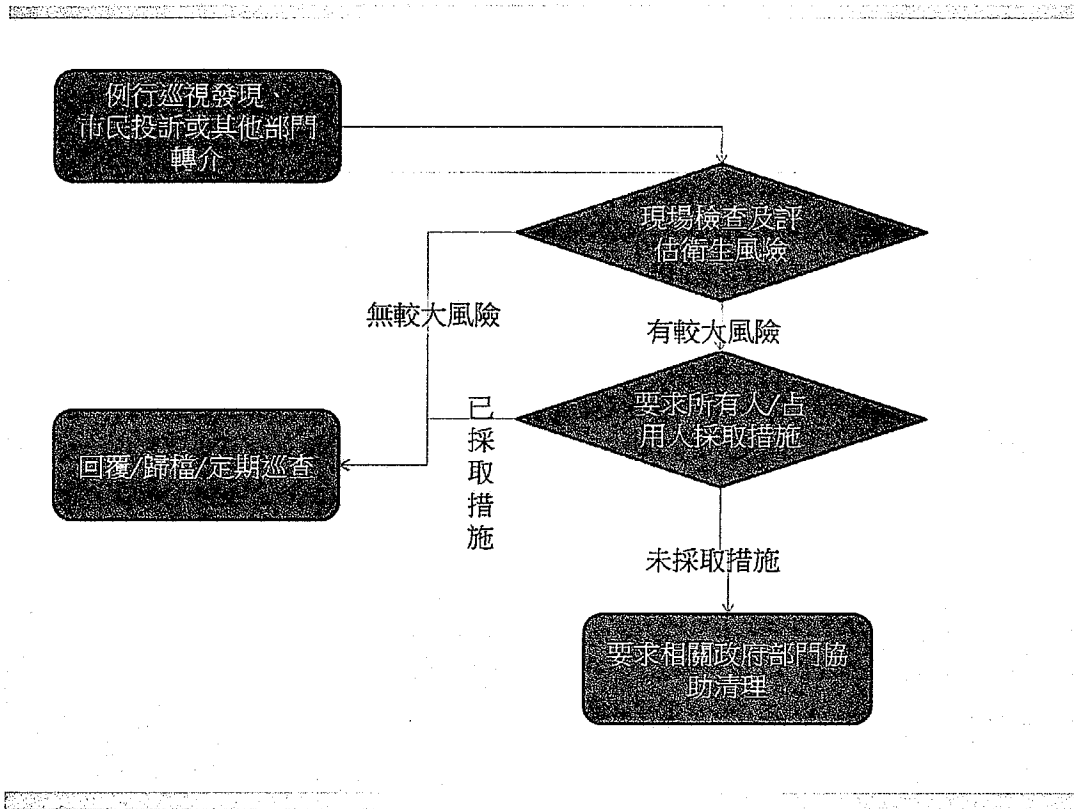 例行巡視發現、
市民投訴或其他部門
轉介
現場檢查及評
估衛生風險
無較大風險
有較大風險
要求所有人/占
用人採取措施
已採取措施
回覆/歸檔/定期巡查
未採取措施
要求相關政府部門協
助清理